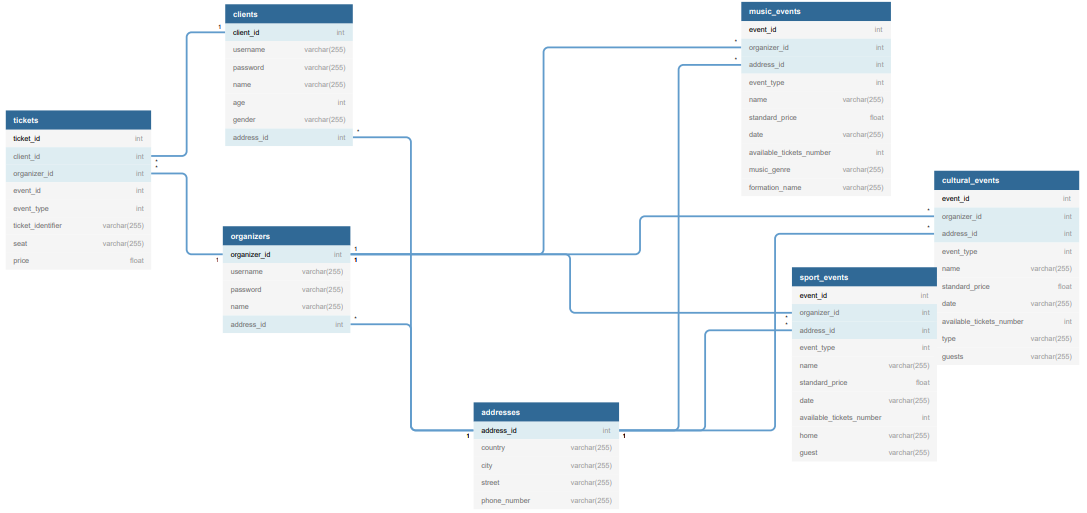 clients
client_id int
username varchar(255)
password varchar(255)
name varchar(255)
age int
gender varchar(255)
address_id int
1
*
tickets
ticket_id int
client_id int
organizer_id int
event_id int
event_type int
ticket_identifier varchar(255)
seat varchar(255)
price float
*
*
organizers
organizer_id int
username varchar(255)
password varchar(255)
name varchar(255)
address_id int
1
1
1
*
addresses
address_id int
country varchar(255)
city varchar(255)
street varchar(255)
phone_number varchar(255)
1
1
music_events
event_id int
organizer_id int
address_id int
event_type int
name varchar(255)
standard_price float
date varchar(255)
available_tickets_number int
music_genre varchar(255)
formation_name varchar(255)
*
*
cultural_events
event_id int
organizer_id int
address_id int
event_type int
name varchar(255)
standard_price float
date varchar(255)
available_tickets_number int
type varchar(255)
guests varchar(255)
*
*
sport_events
event_id int
organizer_id int
address_id int
event_type int
name varchar(255)
standard_price float
date varchar(255)
available_tickets_number int
home varchar(255)
guest varchar(255)
*
*